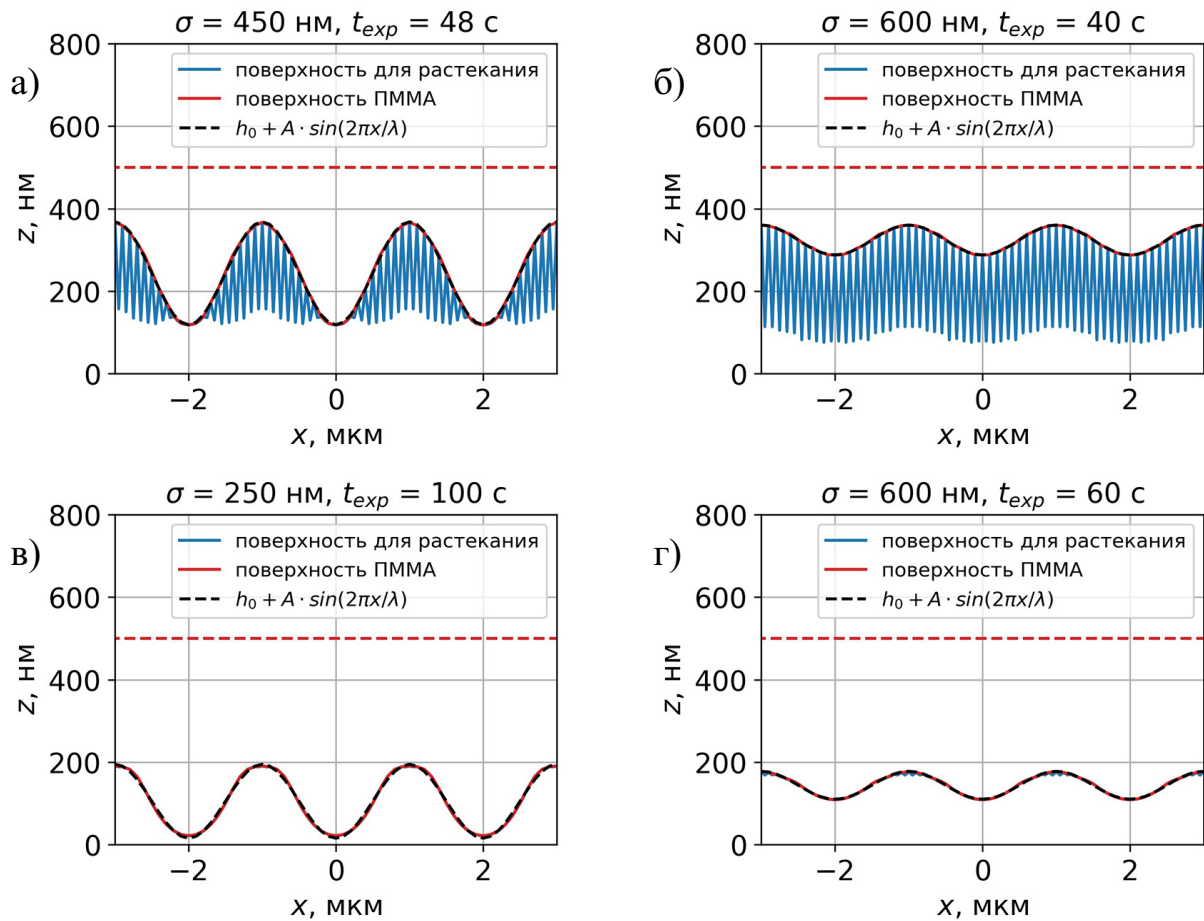 а)
σ = 450 нм, t_exp = 48 с
800
600
400
200
0
z, нм
поверхность для растекания
поверхность ПММА
h₀ + A · sin(2πx/λ)
−2
0
2
x, мкм
б)
σ = 600 нм, t_exp = 40 с
800
600
400
200
0
z, нм
поверхность для растекания
поверхность ПММА
h₀ + A · sin(2πx/λ)
−2
0
2
x, мкм
в)
σ = 250 нм, t_exp = 100 с
800
600
400
200
0
z, нм
поверхность для растекания
поверхность ПММА
h₀ + A · sin(2πx/λ)
−2
0
2
x, мкм
г)
σ = 600 нм, t_exp = 60 с
800
600
400
200
0
z, нм
поверхность для растекания
поверхность ПММА
h₀ + A · sin(2πx/λ)
−2
0
2
x, мкм